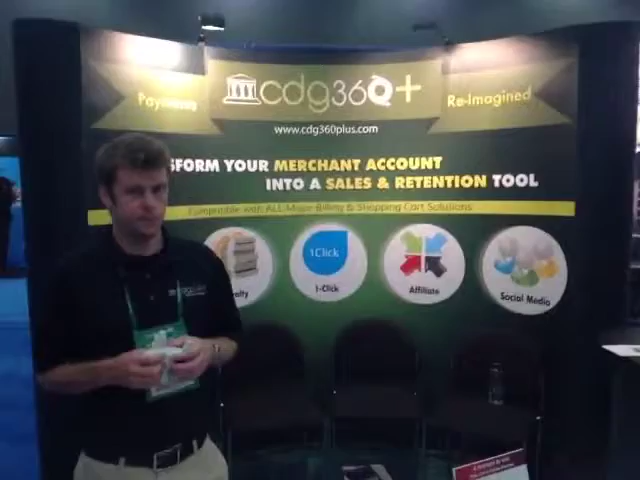 Payments
cdg360+
Re-Imagined
www.cdg360plus.com
SFORM YOUR MERCHANT ACCOUNT
INTO A SALES & RETENTION TOOL
Compatible with ALL Major Billing & Shopping Cart Solutions
1Click
alty
1-Click
Affiliate
Social Media